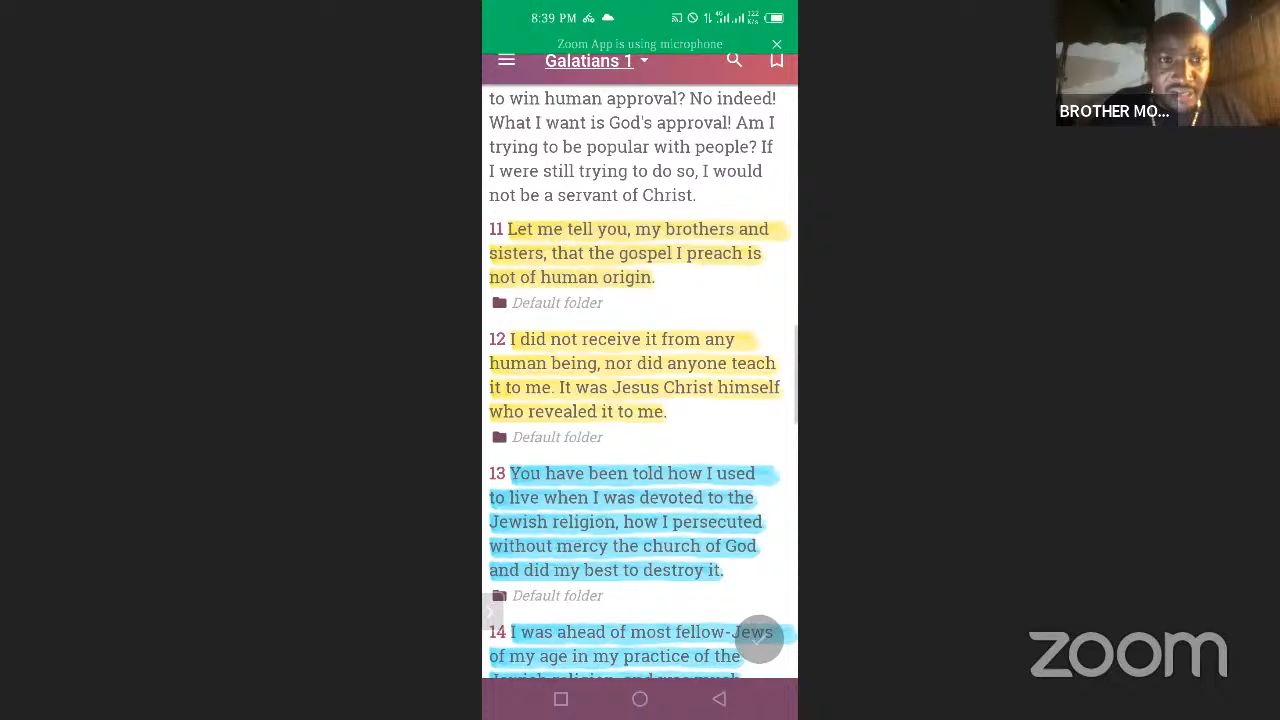 8:39 PM
4G
122
K/s
Zoom App is using microphone
Galatians 1
to win human approval? No indeed!
What I want is God's approval! Am I
trying to be popular with people? If
I were still trying to do so, I would
not be a servant of Christ.
11 Let me tell you, my brothers and
sisters, that the gospel I preach is
not of human origin.
Default folder
12 I did not receive it from any
human being, nor did anyone teach
it to me. It was Jesus Christ himself
who revealed it to me.
Default folder
13 You have been told how I used
to live when I was devoted to the
Jewish religion, how I persecuted
without mercy the church of God
and did my best to destroy it.
Default folder
14 I was ahead of most fellow-Jews
of my age in my practice of the
Jewish religion, and was much
BROTHER MO...
zoom